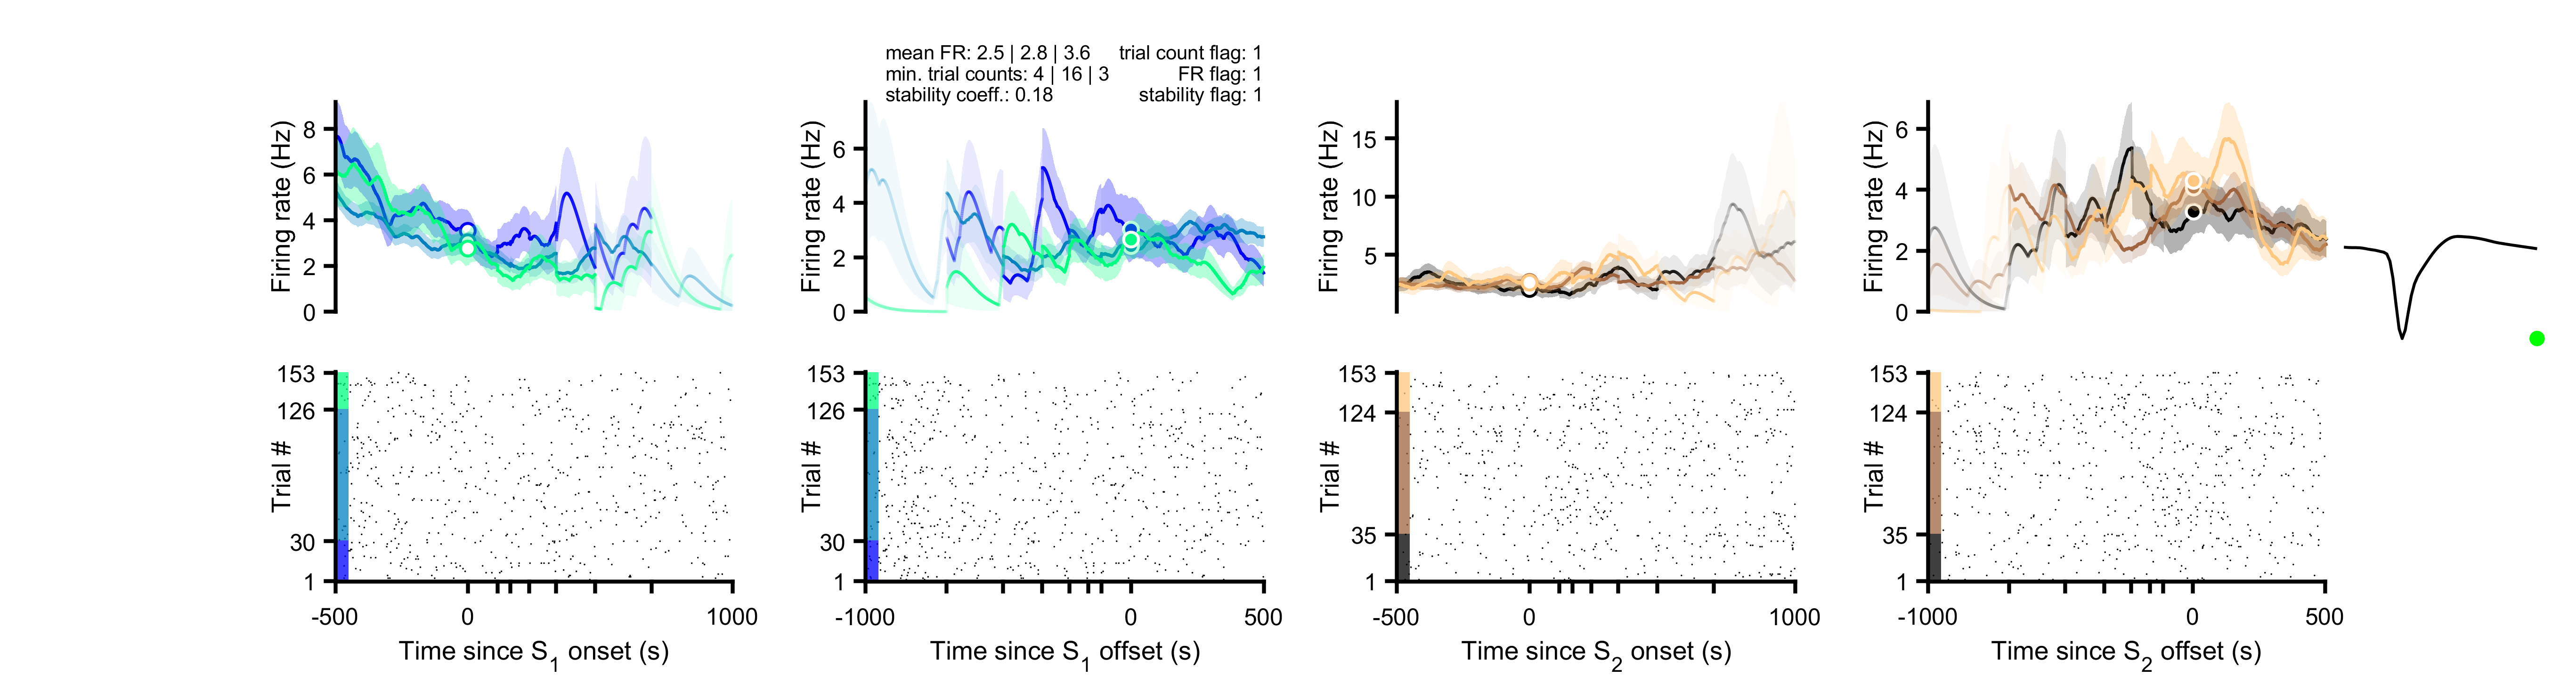 mean FR: 2.5 | 2.8 | 3.6 trial count flag: 1
min. trial counts: 4 | 16 | 3 FR flag: 1
stability coeff.: 0.18 stability flag: 1
Firing rate (Hz)
8
6
4
2
0
Firing rate (Hz)
6
4
2
0
Firing rate (Hz)
15
10
5
Firing rate (Hz)
6
4
2
0
Trial #
153
126
30
1
-500 0 1000
Time since S1 onset (s)
Trial #
153
126
30
1
-1000 0 500
Time since S1 offset (s)
Trial #
153
124
35
1
-500 0 1000
Time since S2 onset (s)
Trial #
153
124
35
1
-1000 0 500
Time since S2 offset (s)